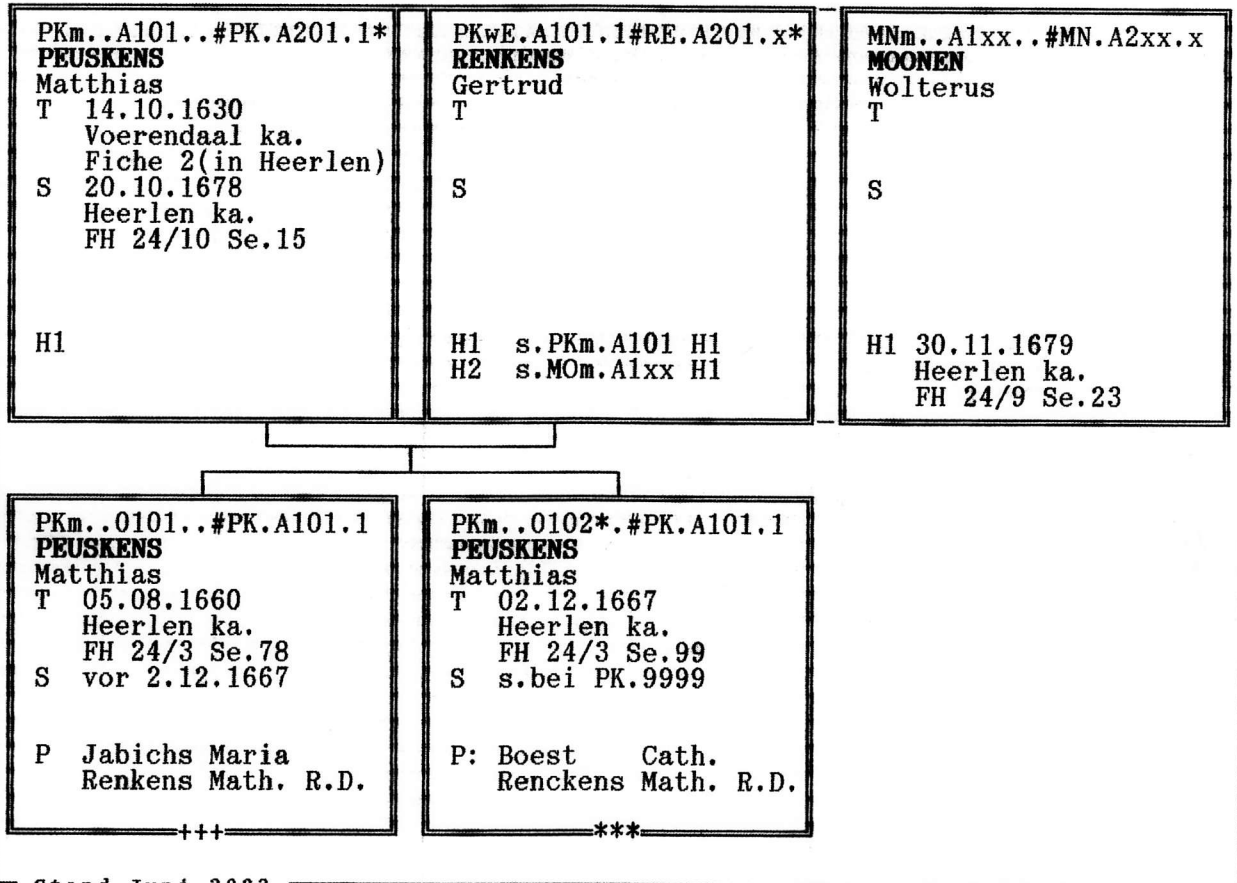 PKm..A101..#PK.A201.1*
PEUSKENS
Matthias
T 14.10.1630
Voerendaal ka.
Fiche 2(in Heerlen)
S 20.10.1678
Heerlen ka.
FH 24/10 Se.15
H1
PKwE.A101.1#RE.A201.x*
RENKENS
Gertrud
T
S
H1 s.PKm.A101 H1
H2 s.MOm.A1xx H1
MNm..A1xx..#MN.A2xx.x
MOONEN
Wolterus
T
S
H1 30.11.1679
Heerlen ka.
FH 24/9 Se.23
PKm..0101..#PK.A101.1
PEUSKENS
Matthias
T 05.08.1660
Heerlen ka.
FH 24/3 Se.78
S vor 2.12.1667
P Jabichs Maria
Renkens Math. R.D.
+++
PKm..0102*.#PK.A101.1
PEUSKENS
Matthias
T 02.12.1667
Heerlen ka.
FH 24/3 Se.99
S s.bei PK.9999
P: Boest Cath.
Renckens Math. R.D.
***